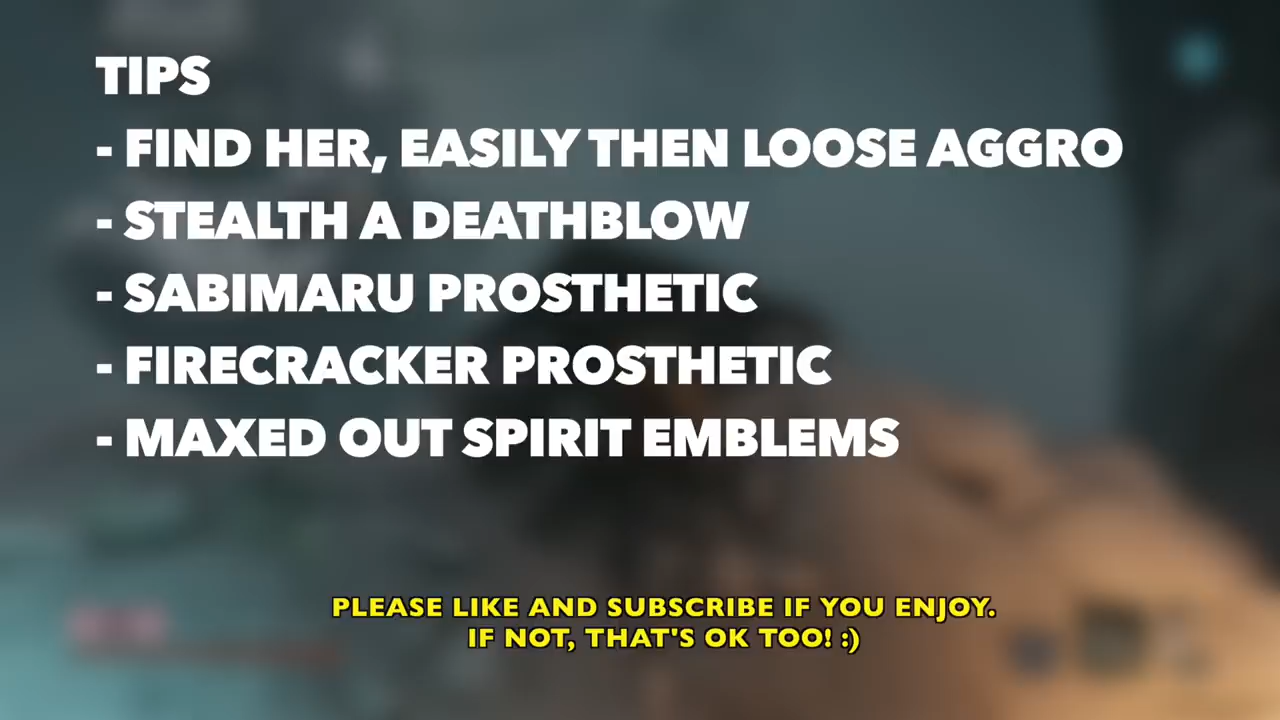 TIPS
- FIND HER, EASILY THEN LOOSE AGGRO
- STEALTH A DEATHBLOW
- SABIMARU PROSTHETIC
- FIRECRACKER PROSTHETIC
- MAXED OUT SPIRIT EMBLEMS
PLEASE LIKE AND SUBSCRIBE IF YOU ENJOY.
IF NOT, THAT'S OK TOO! :)